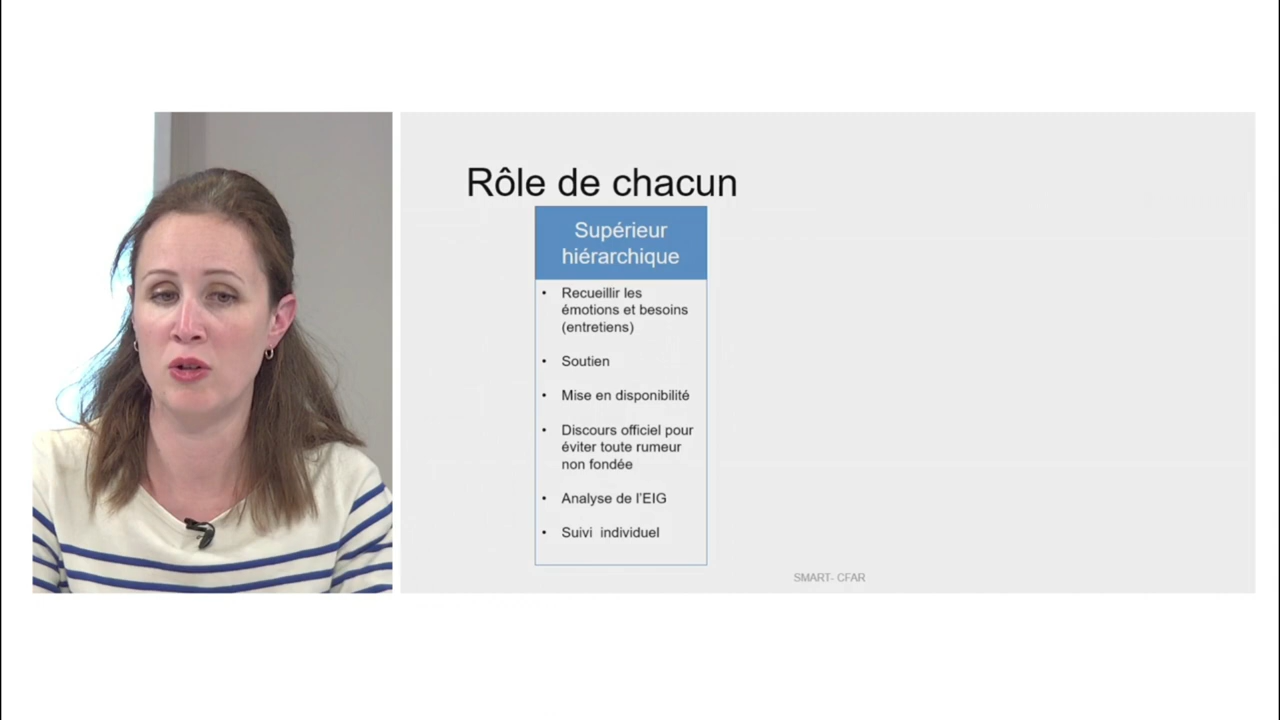 Rôle de chacun
Supérieur
hiérarchique
• Recueillir les
émotions et besoins
(entretiens)
• Soutien
• Mise en disponibilité
• Discours officiel pour
éviter toute rumeur
non fondée
• Analyse de l'EIG
• Suivi individuel
SMART- CFAR